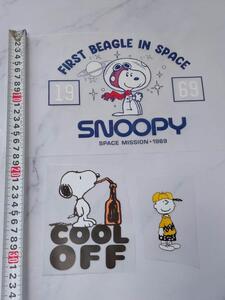 FIRST BEAGLE IN SPACE
19 69
SNOOPY
SPACE MISSION • 1969
COOL
OFF